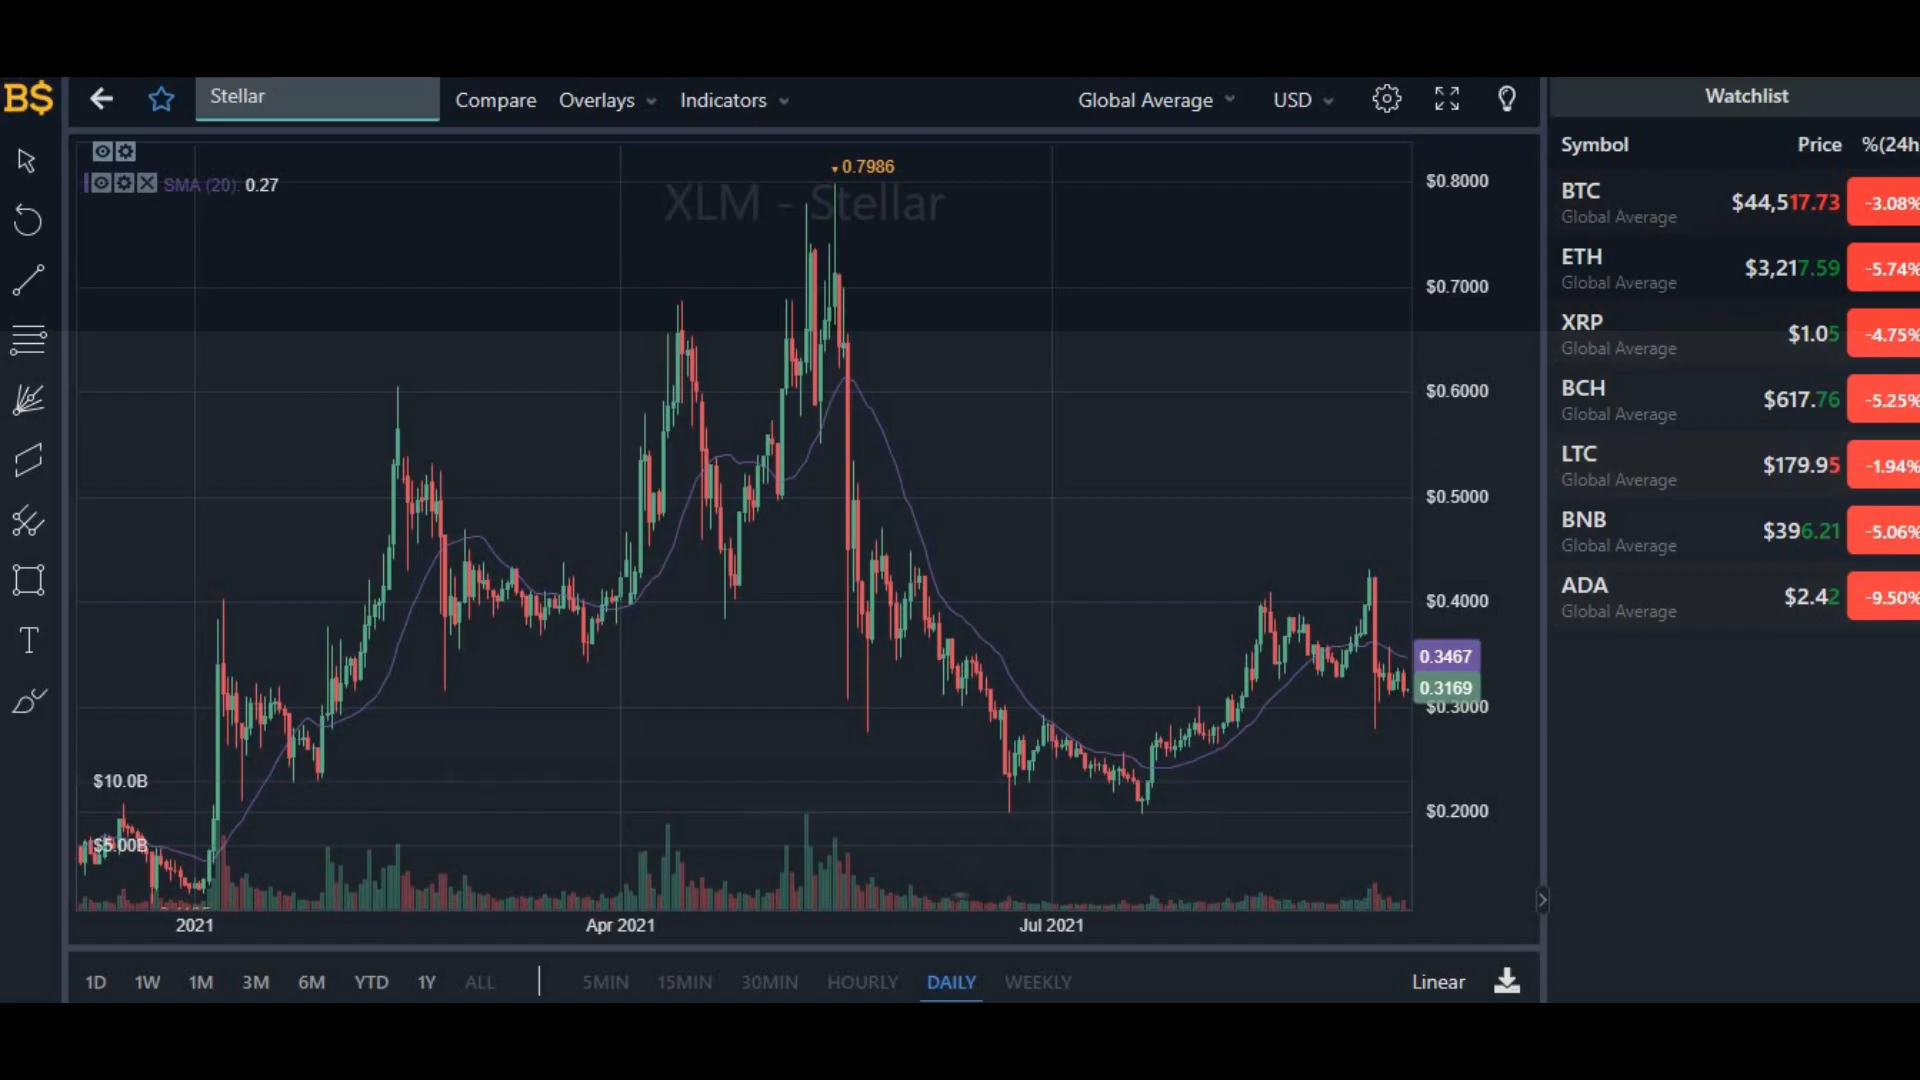 B$
Stellar
Compare
Overlays
Indicators
Global Average
USD
Watchlist
Symbol Price %(24h
SMA (20) 0.27
0.7986
XLM - Stellar
$0.8000
$0.7000
$0.6000
$0.5000
$0.4000
0.3467
0.3169
$0.3000
$0.2000
$10.0B
$5.00B
2021
Apr 2021
Jul 2021
BTC $44,517.73 -3.08%
Global Average
ETH $3,217.59 -5.74%
Global Average
XRP $1.05 -4.75%
Global Average
BCH $617.76 -5.25%
Global Average
LTC $179.95 -1.94%
Global Average
BNB $396.21 -5.06%
Global Average
ADA $2.42 -9.50%
Global Average
T
1D 1W 1M 3M 6M YTD 1Y ALL 5MIN 15MIN 30MIN HOURLY DAILY WEEKLY Linear